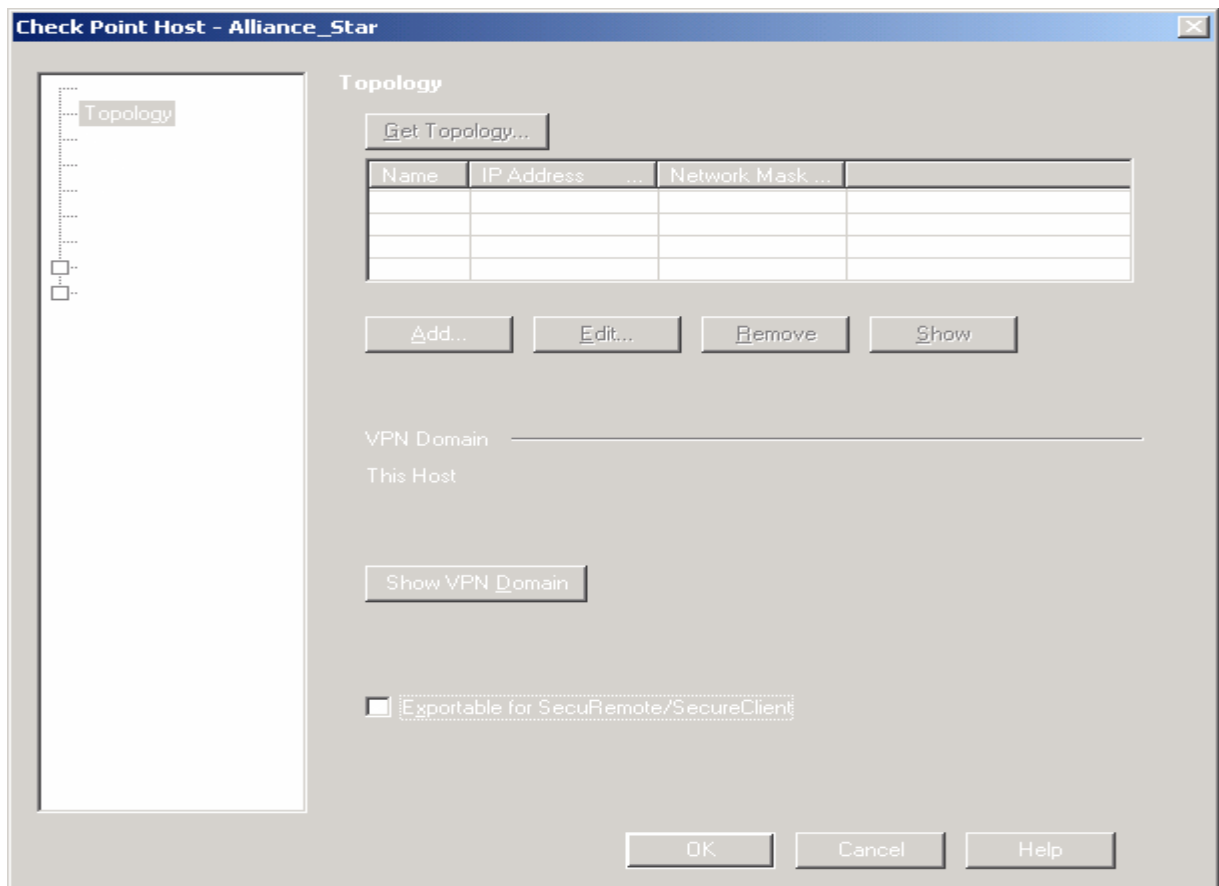 Check Point Host - Alliance_Star
Topology
Topology
Get Topology...
Name IP Address ... Network Mask ...
Add... Edit... Remove Show
VPN Domain
This Host
Show VPN Domain
Exportable for SecuRemote/SecureClient
OK Cancel Help